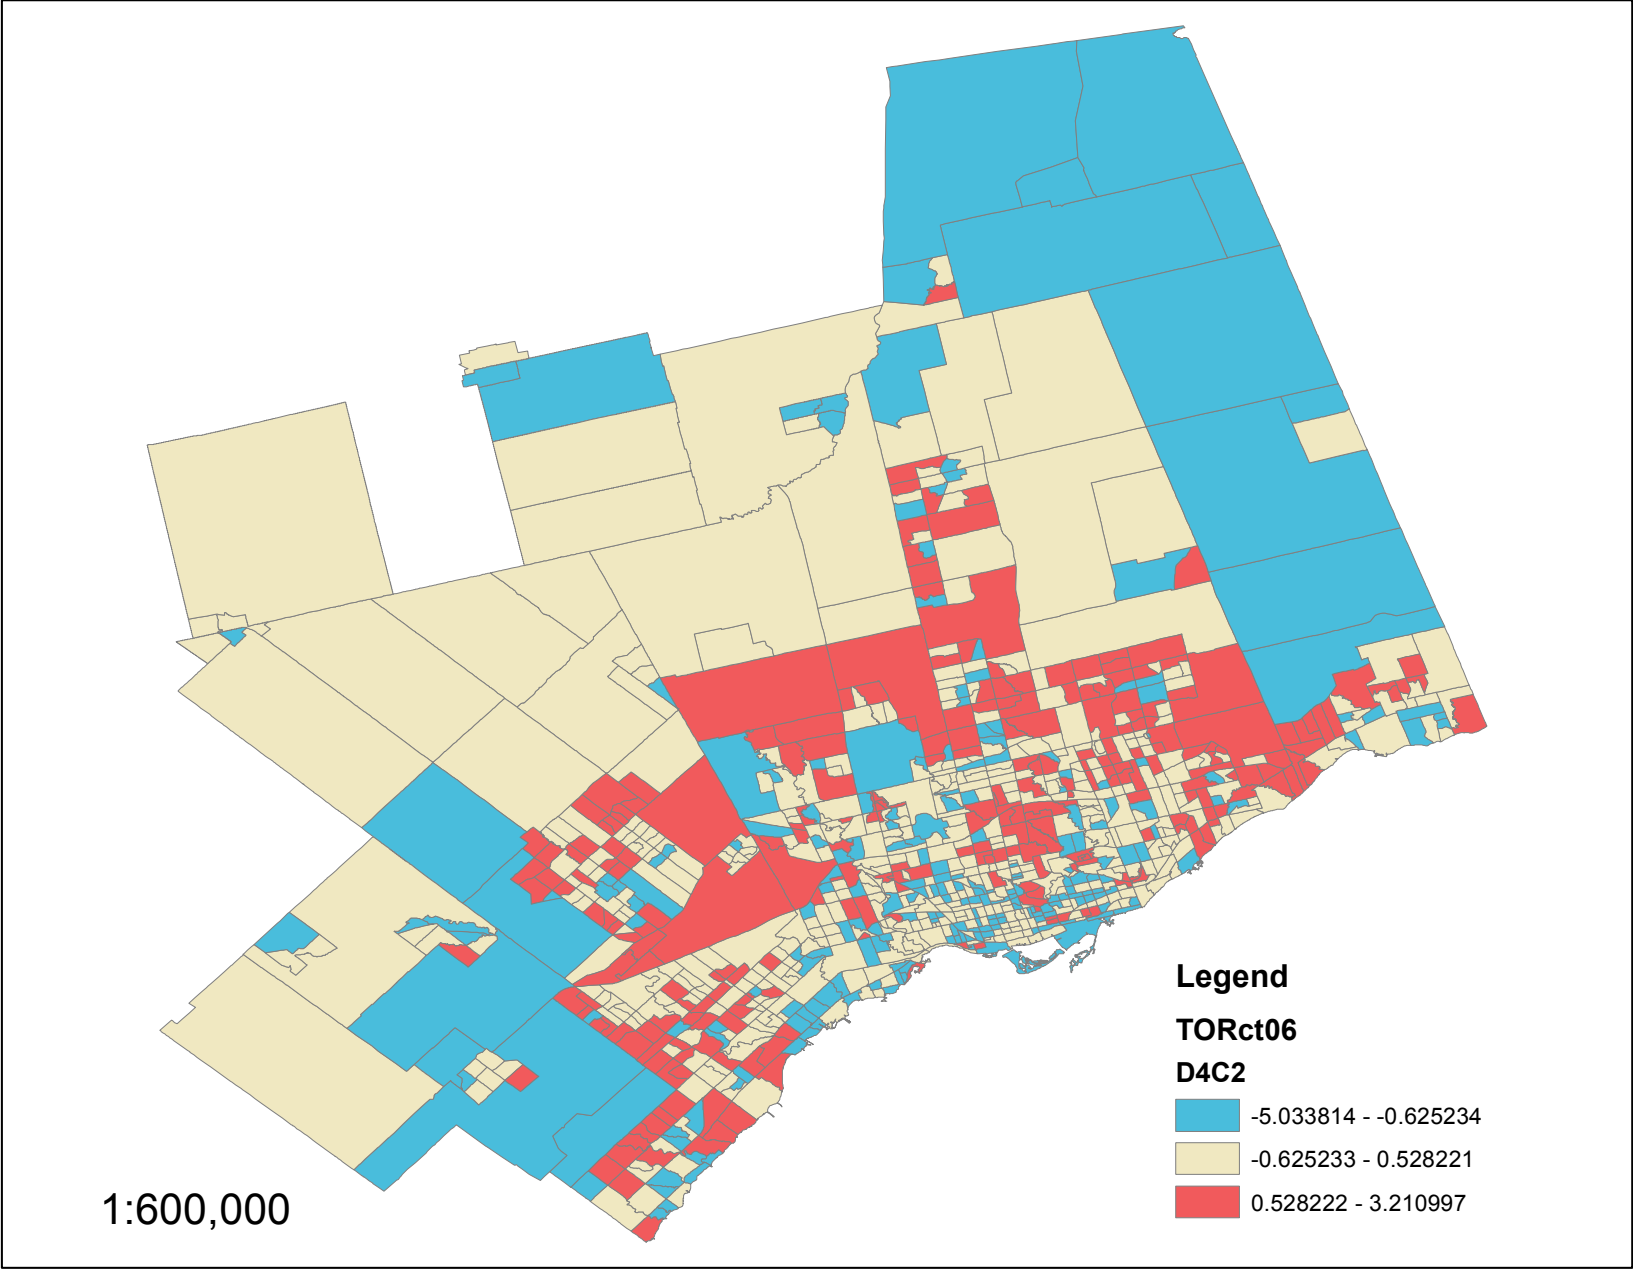 Legend
TORct06
D4C2
-5.033814 - -0.625234
-0.625233 - 0.528221
0.528222 - 3.210997
1:600,000